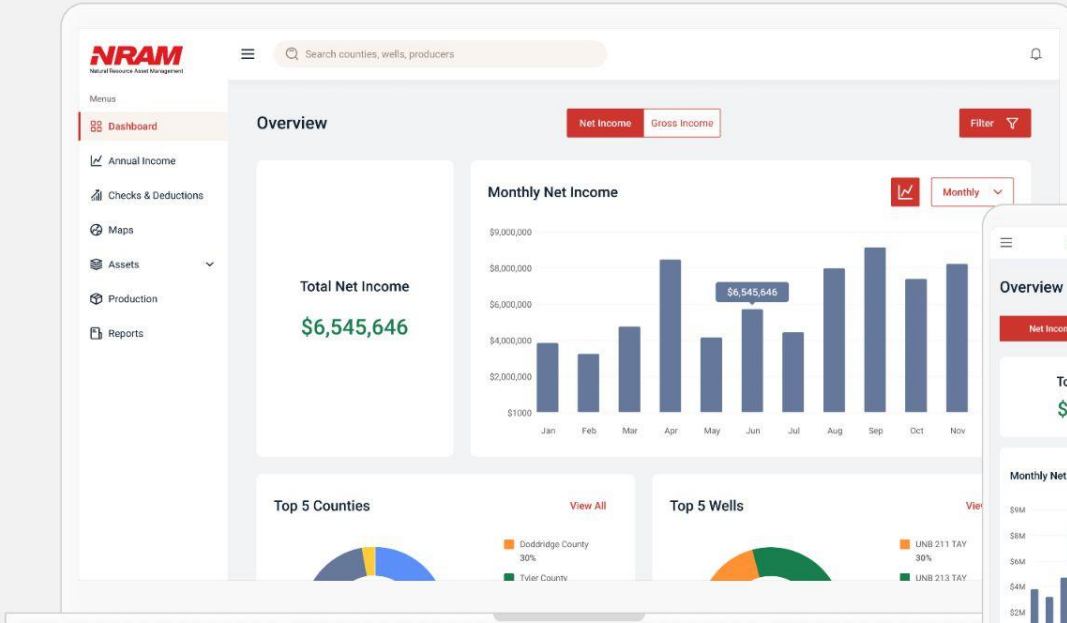 NRAM
Natural Resource Asset Management
Search counties, wells, producers
Menus
Dashboard
Annual Income
Checks & Deductions
Maps
Assets
Production
Reports
Overview
Net Income
Gross Income
Filter
Total Net Income
$6,545,646
Monthly Net Income
Monthly
$9,000,000
$8,000,000
$6,000,000
$4,000,000
$2,000,000
$1000
$6,545,646
Jan Feb Mar Apr May Jun Jul Aug Sep Oct Nov
Top 5 Counties
View All
Doddridge County
30%
Tyler County
Top 5 Wells
Vie
UNB 211 TAY
30%
UNB 213 TAY
Overview
Net Incom
To
$
Monthly Net
$9M
$8M
$6M
$4M
$2M